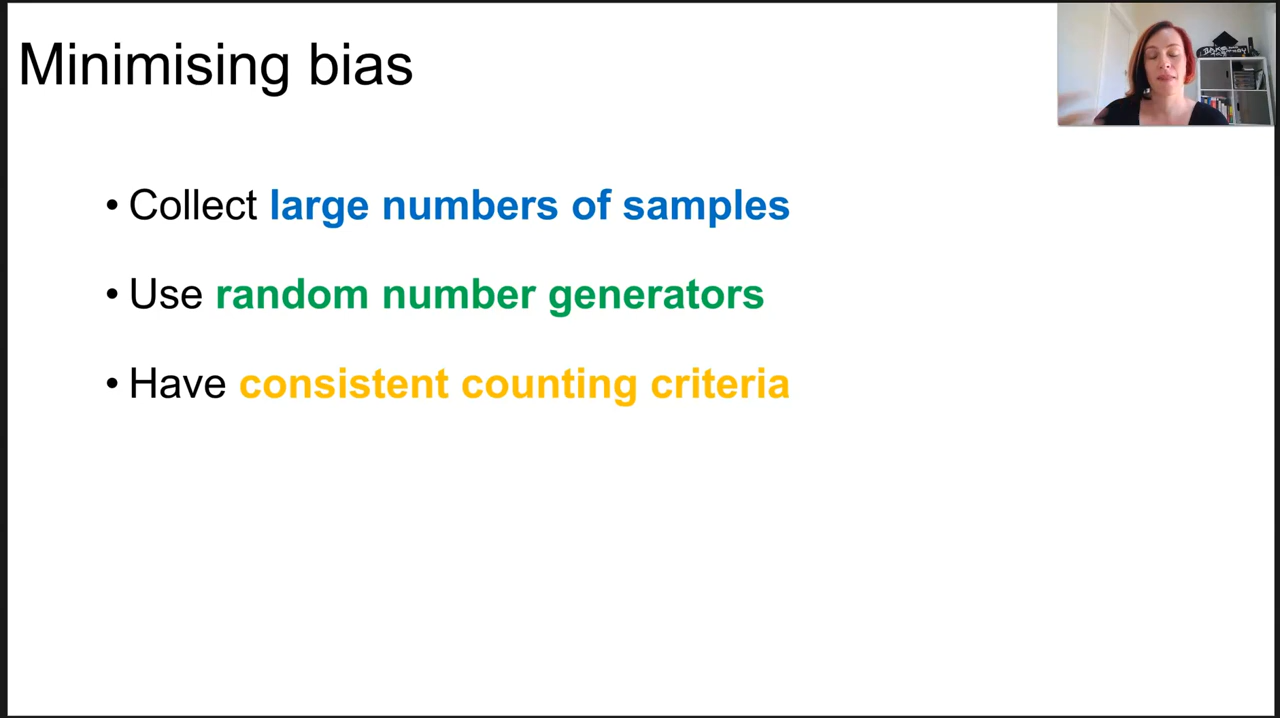 Minimising bias
• Collect large numbers of samples
• Use random number generators
• Have consistent counting criteria